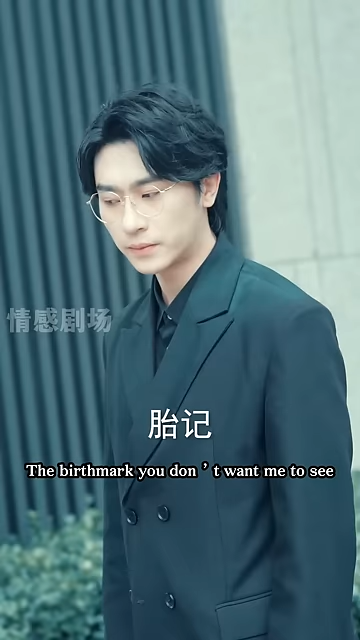 情感剧场
胎记
The birthmark you don ’ t want me to see